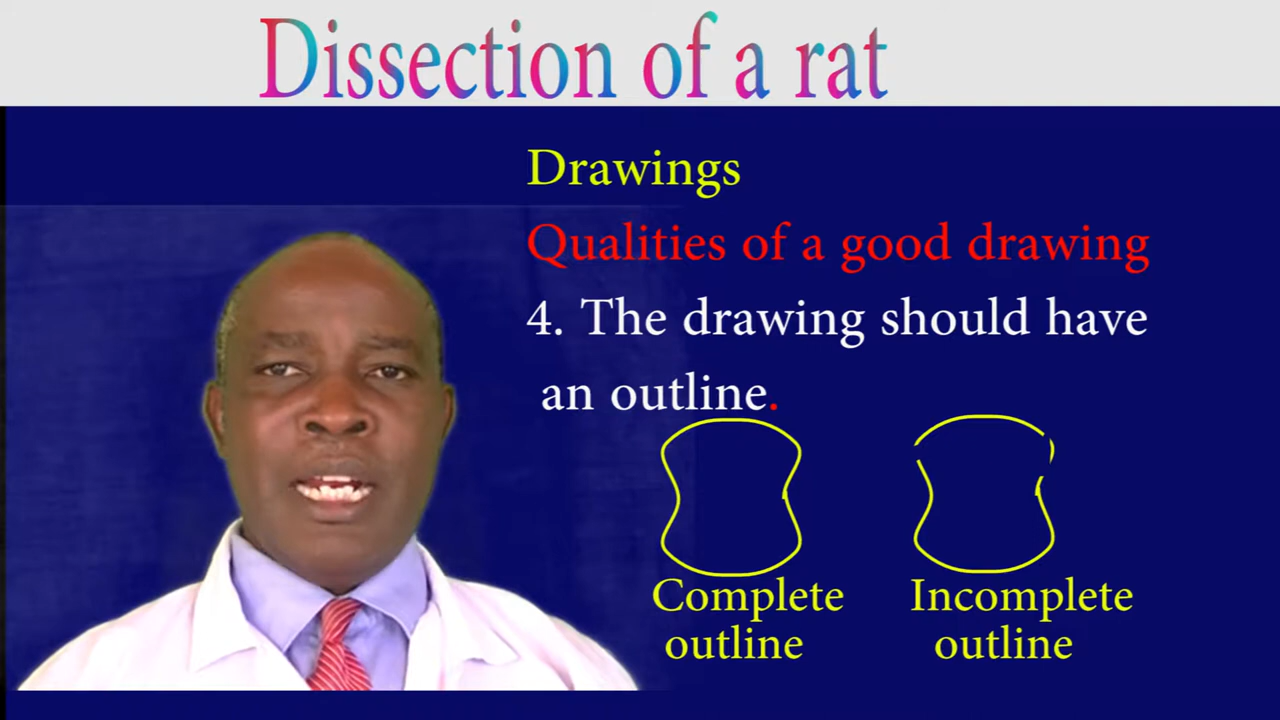 Dissection of a rat
Drawings
Qualities of a good drawing
4. The drawing should have
an outline.
Complete
outline
Incomplete
outline